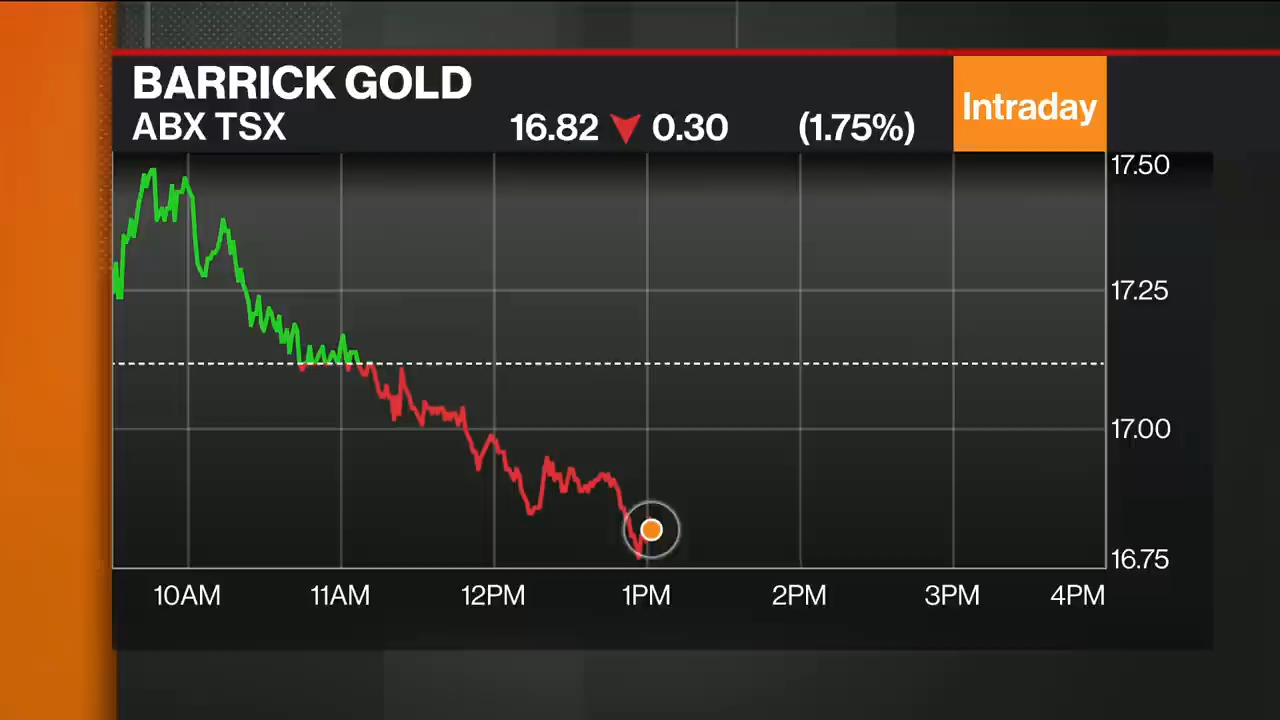 BARRICK GOLD
ABX TSX
16.82 ▼ 0.30 (1.75%)
Intraday
17.50
17.25
17.00
16.75
10AM 11AM 12PM 1PM 2PM 3PM 4PM